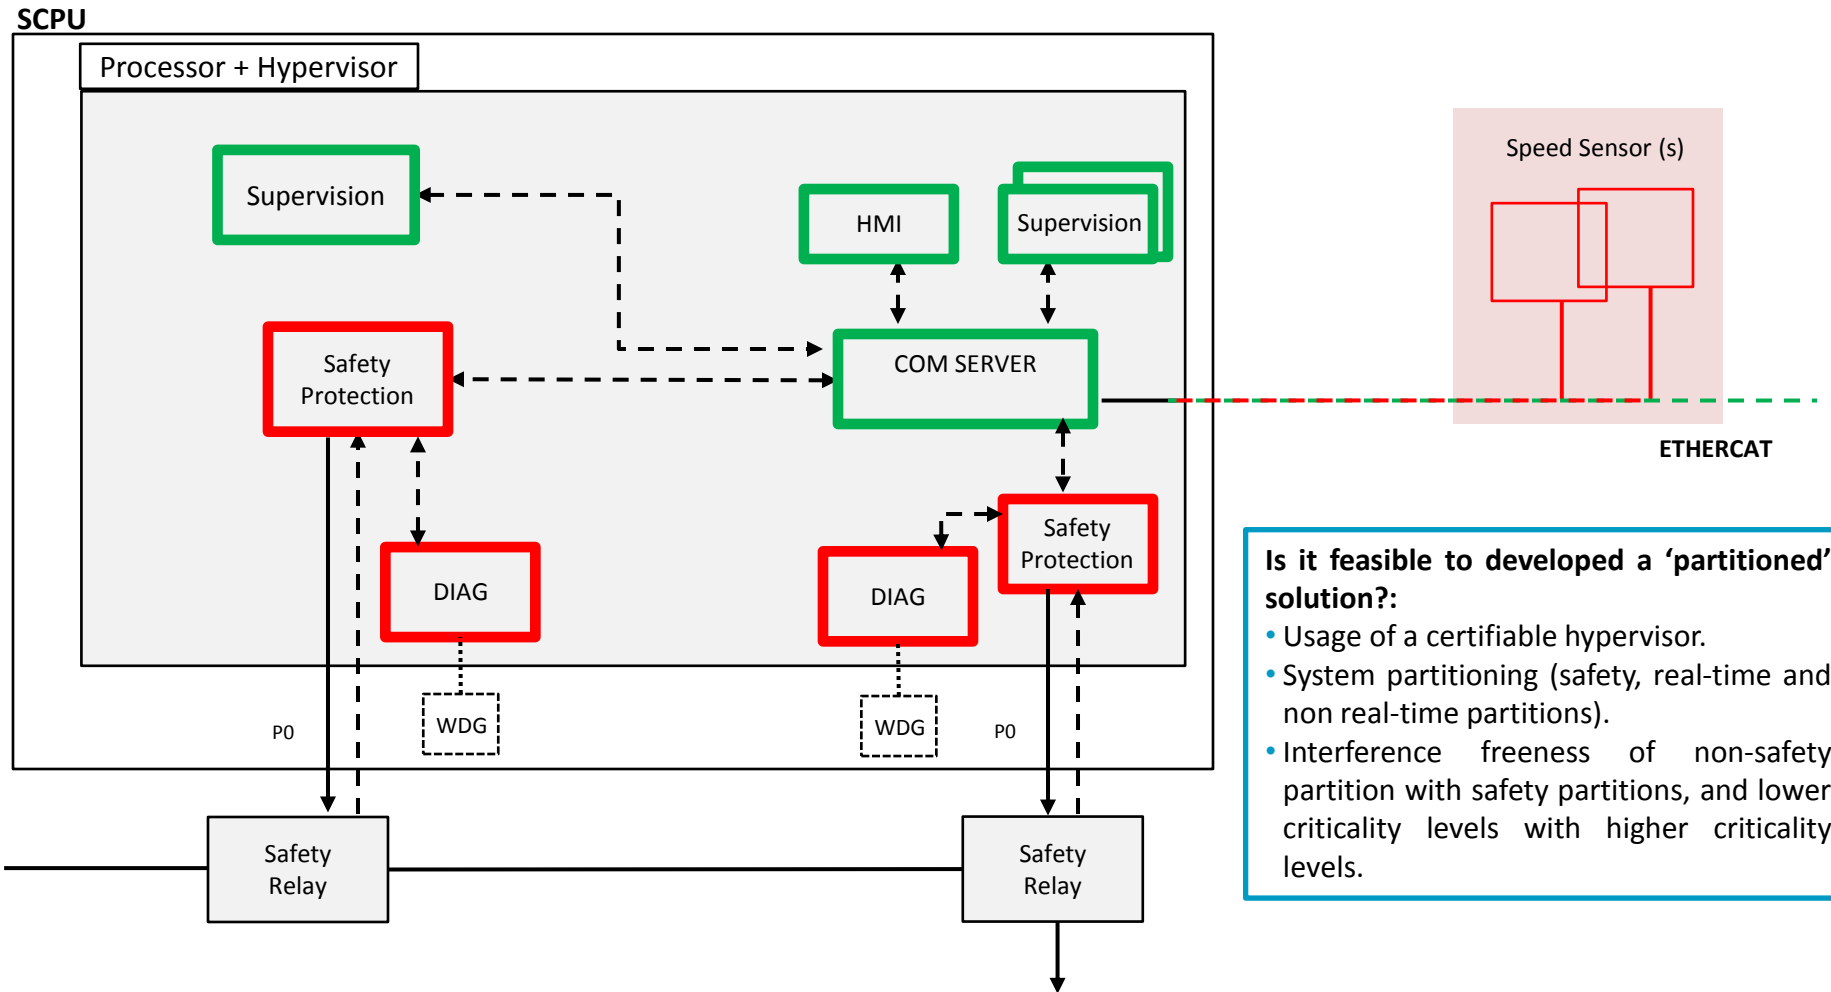 SCPU
Processor + Hypervisor
Supervision
HMI
Supervision
Speed Sensor (s)
Safety
Protection
COM SERVER
ETHERCAT
Safety
Protection
DIAG
DIAG
WDG
WDG
P0
P0
Safety
Relay
Safety
Relay
Is it feasible to developed a ‘partitioned’
solution?:
• Usage of a certifiable hypervisor.
• System partitioning (safety, real-time and
non real-time partitions).
• Interference freeness of non-safety
partition with safety partitions, and lower
criticality levels with higher criticality
levels.